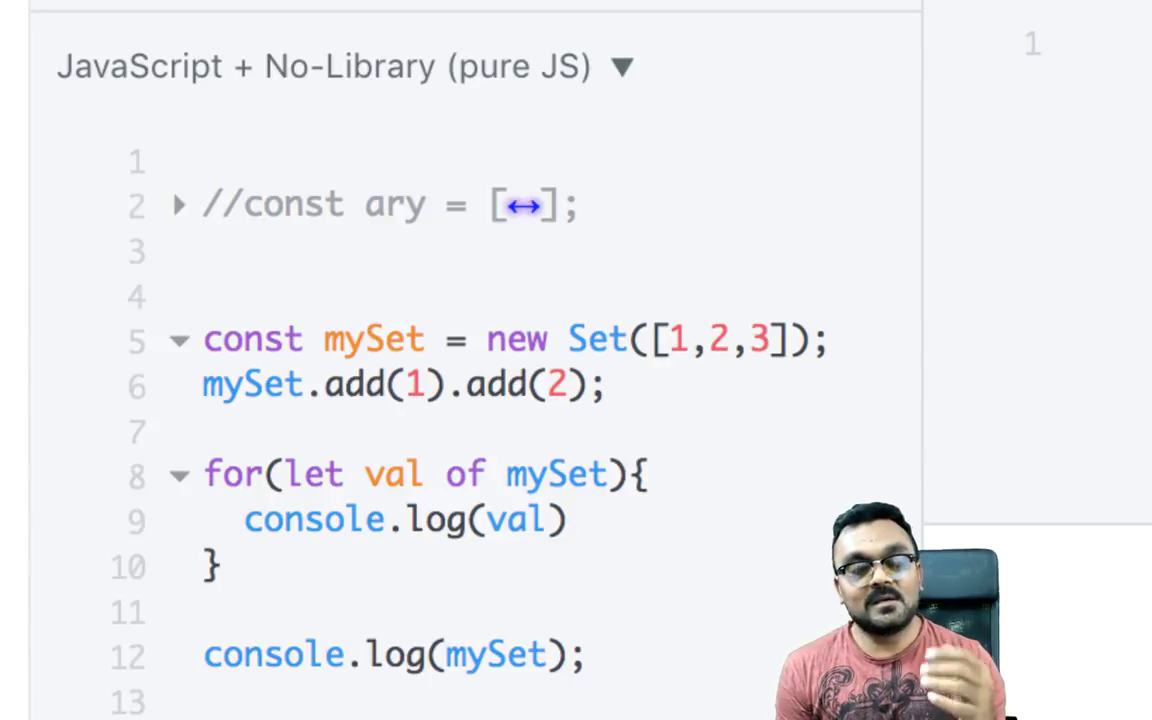 JavaScript + No-Library (pure JS) ▼
1
1
2 //const ary = [↔];
3
4
5 const mySet = new Set([1,2,3]);
6 mySet.add(1).add(2);
7
8 for(let val of mySet){
9 console.log(val)
10 }
11
12 console.log(mySet);
13